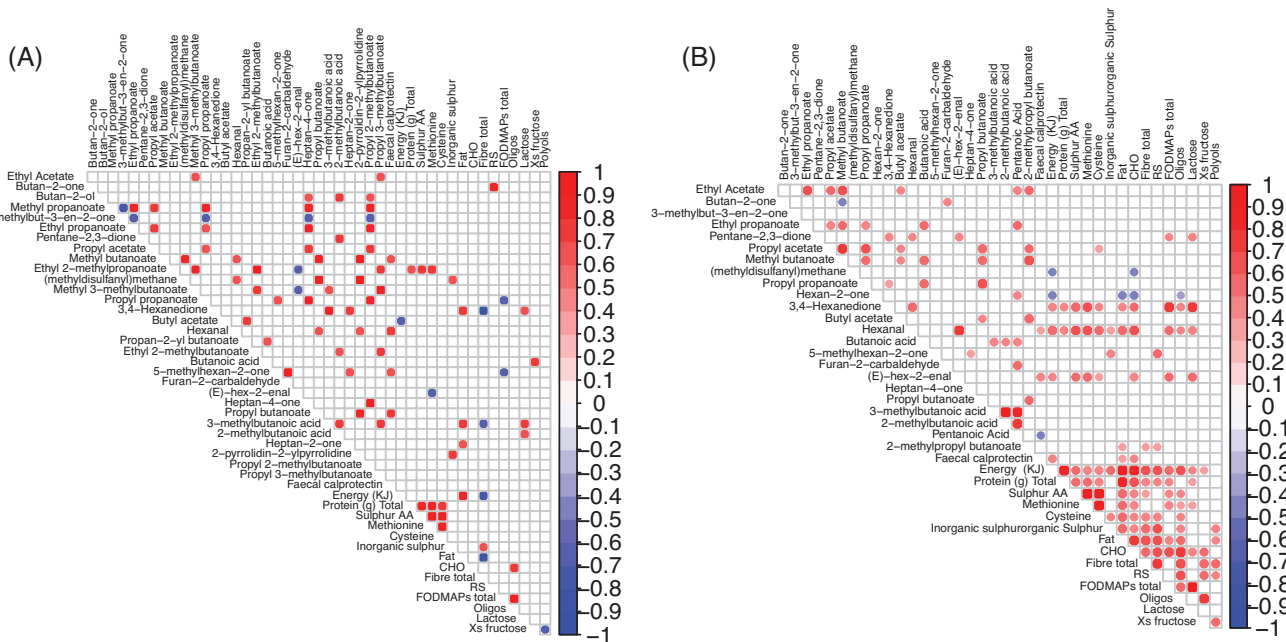 (A)
Butan−2−one
Butan−2−ol
Methyl propanoate
3−methylbut−3−en−2−one
Ethyl propanoate
Pentane−2,3−dione
Propyl acetate
Methyl butanoate
Ethyl 2−methylpropanoate
(methyldisulfanyl)methane
Methyl 3−methylbutanoate
Propyl propanoate
3,4−Hexanedione
Butyl acetate
Hexanal
Propan−2−yl butanoate
Ethyl 2−methylbutanoate
Butanoic acid
5−methylhexan−2−one
Furan−2−carbaldehyde
(E)−hex−2−enal
Heptan−4−one
Propyl butanoate
3−methylbutanoic acid
2−methylbutanoic acid
Heptan−2−one
2−pyrrolidin−2−ylpyrrolidine
Propyl 2−methylbutanoate
Propyl 3−methylbutanoate
Faecal calprotectin
Energy (KJ)
Protein (g) Total
Sulphur AA
Methionine
Cysteine
Inorganic sulphur
Fat
CHO
Fibre total
RS
FODMAPs total
Oligos
Lactose
Xs fructose
Polyols
Ethyl Acetate
Butan−2−one
Butan−2−ol
Methyl propanoate
methylbut−3−en−2−one
Ethyl propanoate
Pentane−2,3−dione
Propyl acetate
Methyl butanoate
Ethyl 2−methylpropanoate
(methyldisulfanyl)methane
Methyl 3−methylbutanoate
Propyl propanoate
3,4−Hexanedione
Butyl acetate
Hexanal
Propan−2−yl butanoate
Ethyl 2−methylbutanoate
Butanoic acid
5−methylhexan−2−one
Furan−2−carbaldehyde
(E)−hex−2−enal
Heptan−4−one
Propyl butanoate
3−methylbutanoic acid
2−methylbutanoic acid
Heptan−2−one
2−pyrrolidin−2−ylpyrrolidine
Propyl 2−methylbutanoate
Propyl 3−methylbutanoate
Faecal calprotectin
Energy (KJ)
Protein (g) Total
Sulphur AA
Methionine
Cysteine
Inorganic sulphur
Fat
CHO
Fibre total
RS
FODMAPs total
Oligos
Lactose
Xs fructose
1
0.9
0.8
0.7
0.6
0.5
0.4
0.3
0.2
0.1
0
−0.1
−0.2
−0.3
−0.4
−0.5
−0.6
−0.7
−0.8
−0.9
−1
(B)
Butan−2−one
3−methylbut−3−en−2−one
Ethyl propanoate
Pentane−2,3−dione
Propyl acetate
Methyl butanoate
(methyldisulfanyl)methane
Propyl propanoate
Hexan−2−one
3,4−Hexanedione
Butyl acetate
Hexanal
Butanoic acid
5−methylhexan−2−one
Furan−2−carbaldehyde
(E)−hex−2−enal
Heptan−4−one
Propyl butanoate
3−methylbutanoic acid
2−methylbutanoic acid
Pentanoic Acid
2−methylpropyl butanoate
Faecal calprotectin
Energy (KJ)
Protein (g) Total
Sulphur AA
Methionine
Cysteine
Inorganic sulphurorganic Sulphur
Fat
CHO
Fibre total
RS
FODMAPs total
Oligos
Lactose
Xs fructose
Polyols
Ethyl Acetate
Butan−2−one
3−methylbut−3−en−2−one
Ethyl propanoate
Pentane−2,3−dione
Propyl acetate
Methyl butanoate
(methyldisulfanyl)methane
Propyl propanoate
Hexan−2−one
3,4−Hexanedione
Butyl acetate
Hexanal
Butanoic acid
5−methylhexan−2−one
Furan−2−carbaldehyde
(E)−hex−2−enal
Heptan−4−one
Propyl butanoate
3−methylbutanoic acid
2−methylbutanoic acid
Pentanoic Acid
2−methylpropyl butanoate
Faecal calprotectin
Energy (KJ)
Protein (g) Total
Sulphur AA
Methionine
Cysteine
Inorganic sulphurorganic Sulphur
Fat
CHO
Fibre total
RS
FODMAPs total
Oligos
Lactose
Xs fructose
1
0.9
0.8
0.7
0.6
0.5
0.4
0.3
0.2
0.1
0
−0.1
−0.2
−0.3
−0.4
−0.5
−0.6
−0.7
−0.8
−0.9
−1